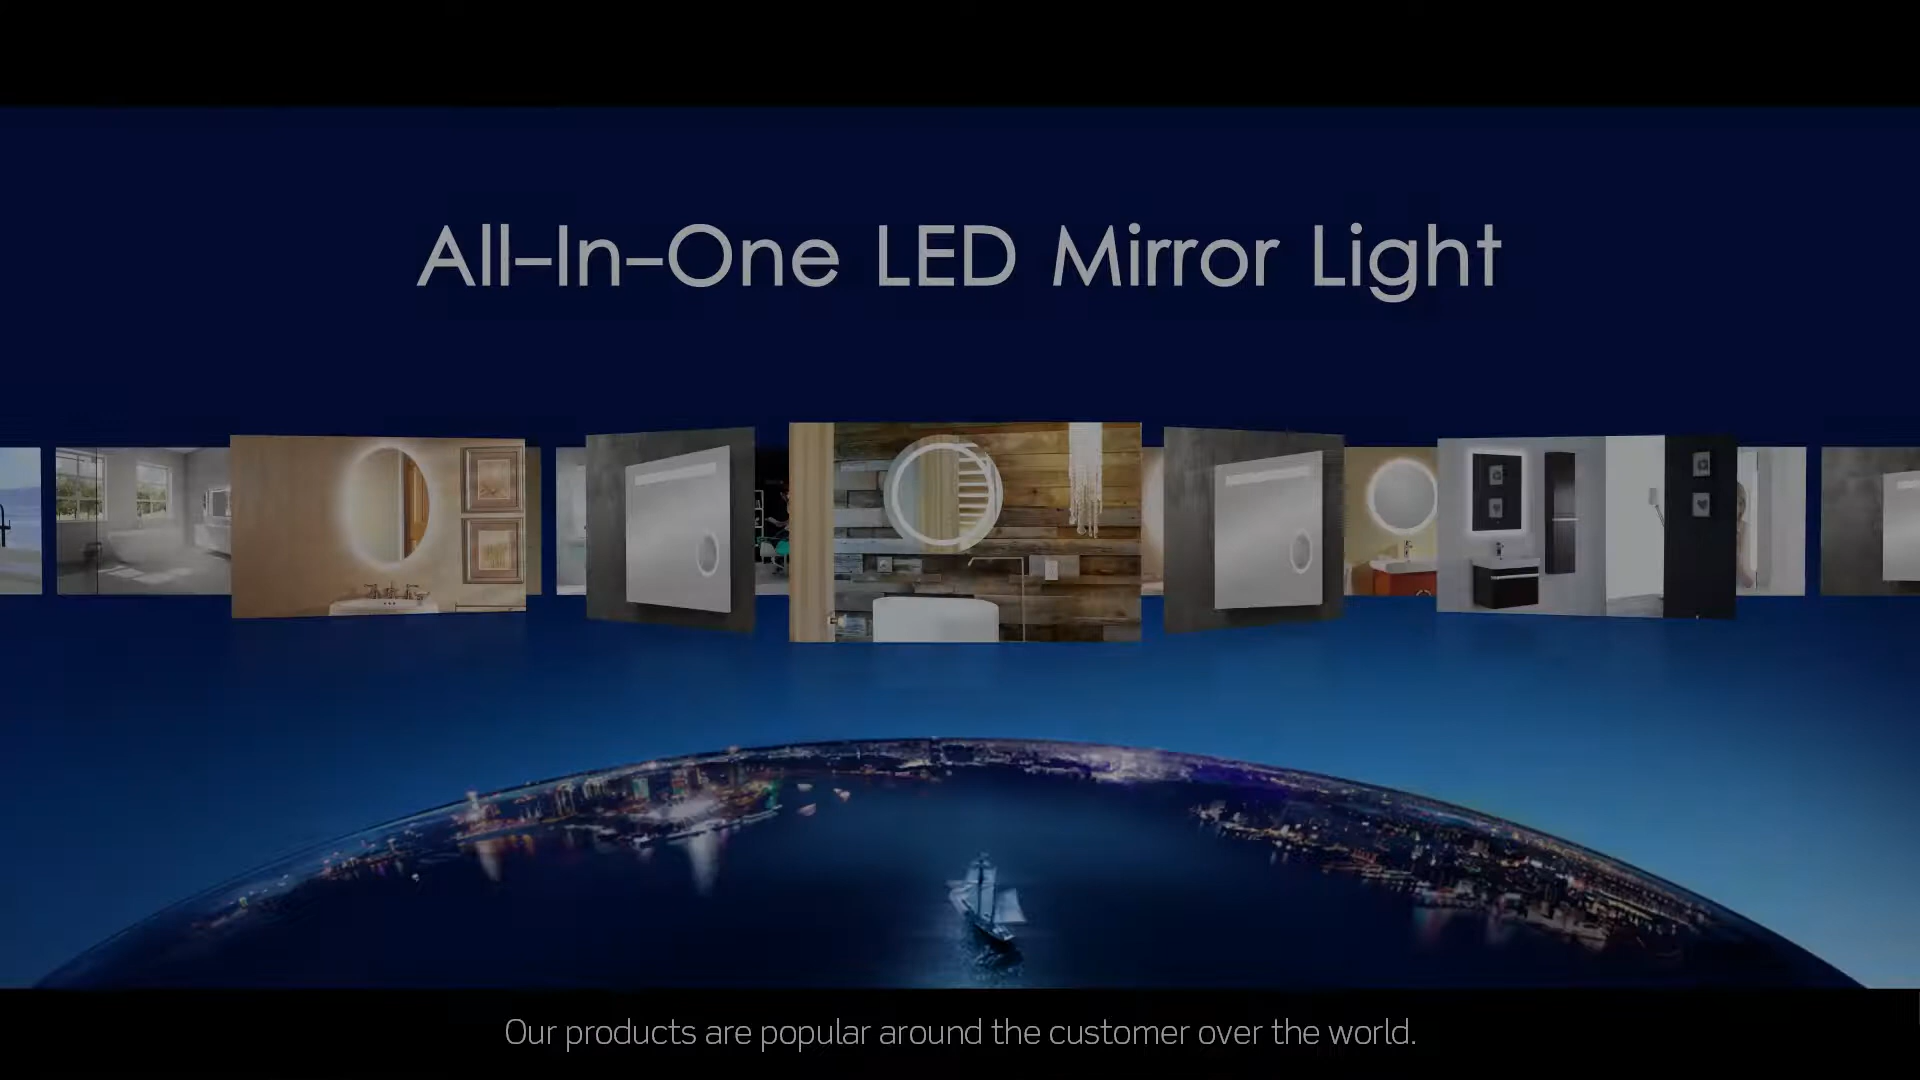 All-In-One LED Mirror Light
Our products are popular around the customer over the world.